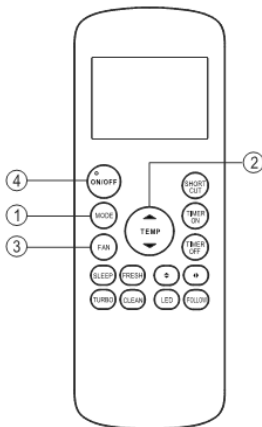 ④ ON/OFF
SHORT CUT
②
① MODE
TEMP
TIMER ON
③ FAN
TIMER OFF
SLEEP FRESH
TURBO CLEAN LED FOLLOW